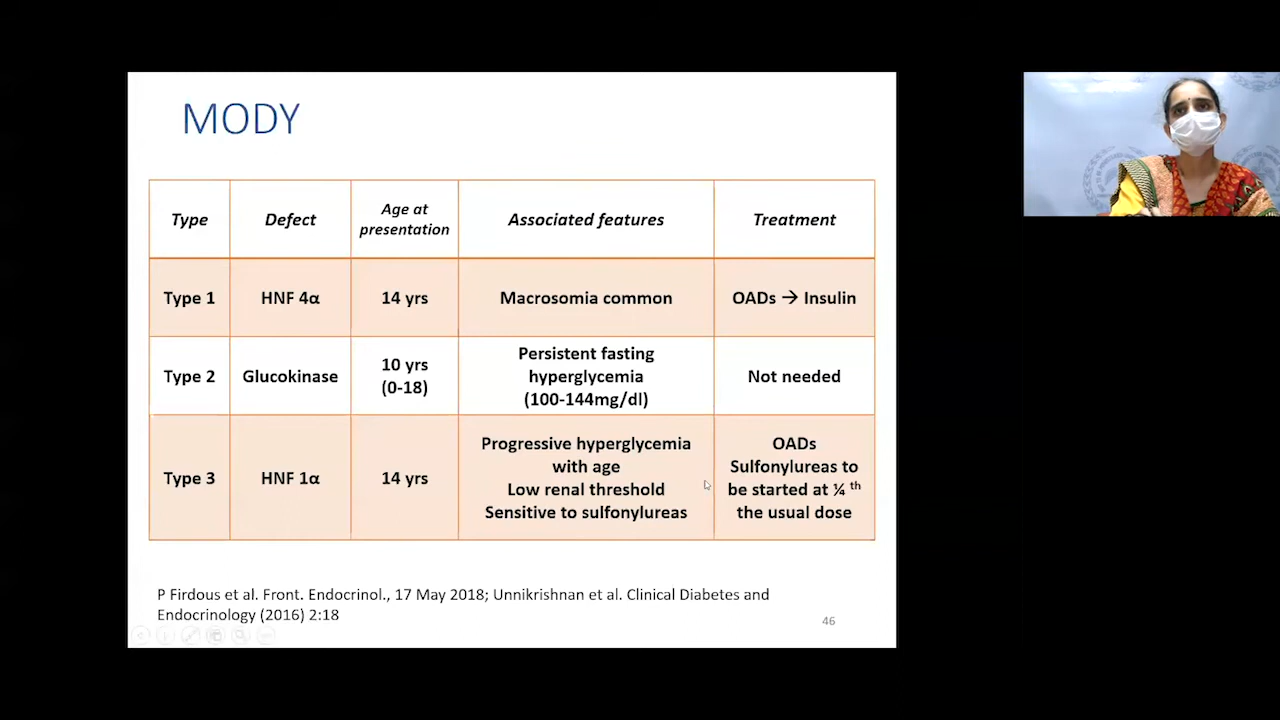 MODY
Type
Defect
Age at
presentation
Associated features
Treatment
Type 1
HNF 4α
14 yrs
Macrosomia common
OADs → Insulin
Type 2
Glucokinase
10 yrs
(0-18)
Persistent fasting
hyperglycemia
(100-144mg/dl)
Not needed
Type 3
HNF 1α
14 yrs
Progressive hyperglycemia
with age
Low renal threshold
Sensitive to sulfonylureas
OADs
Sulfonylureas to
be started at ¼ th
the usual dose
P Firdous et al. Front. Endocrinol., 17 May 2018; Unnikrishnan et al. Clinical Diabetes and
Endocrinology (2016) 2:18
46